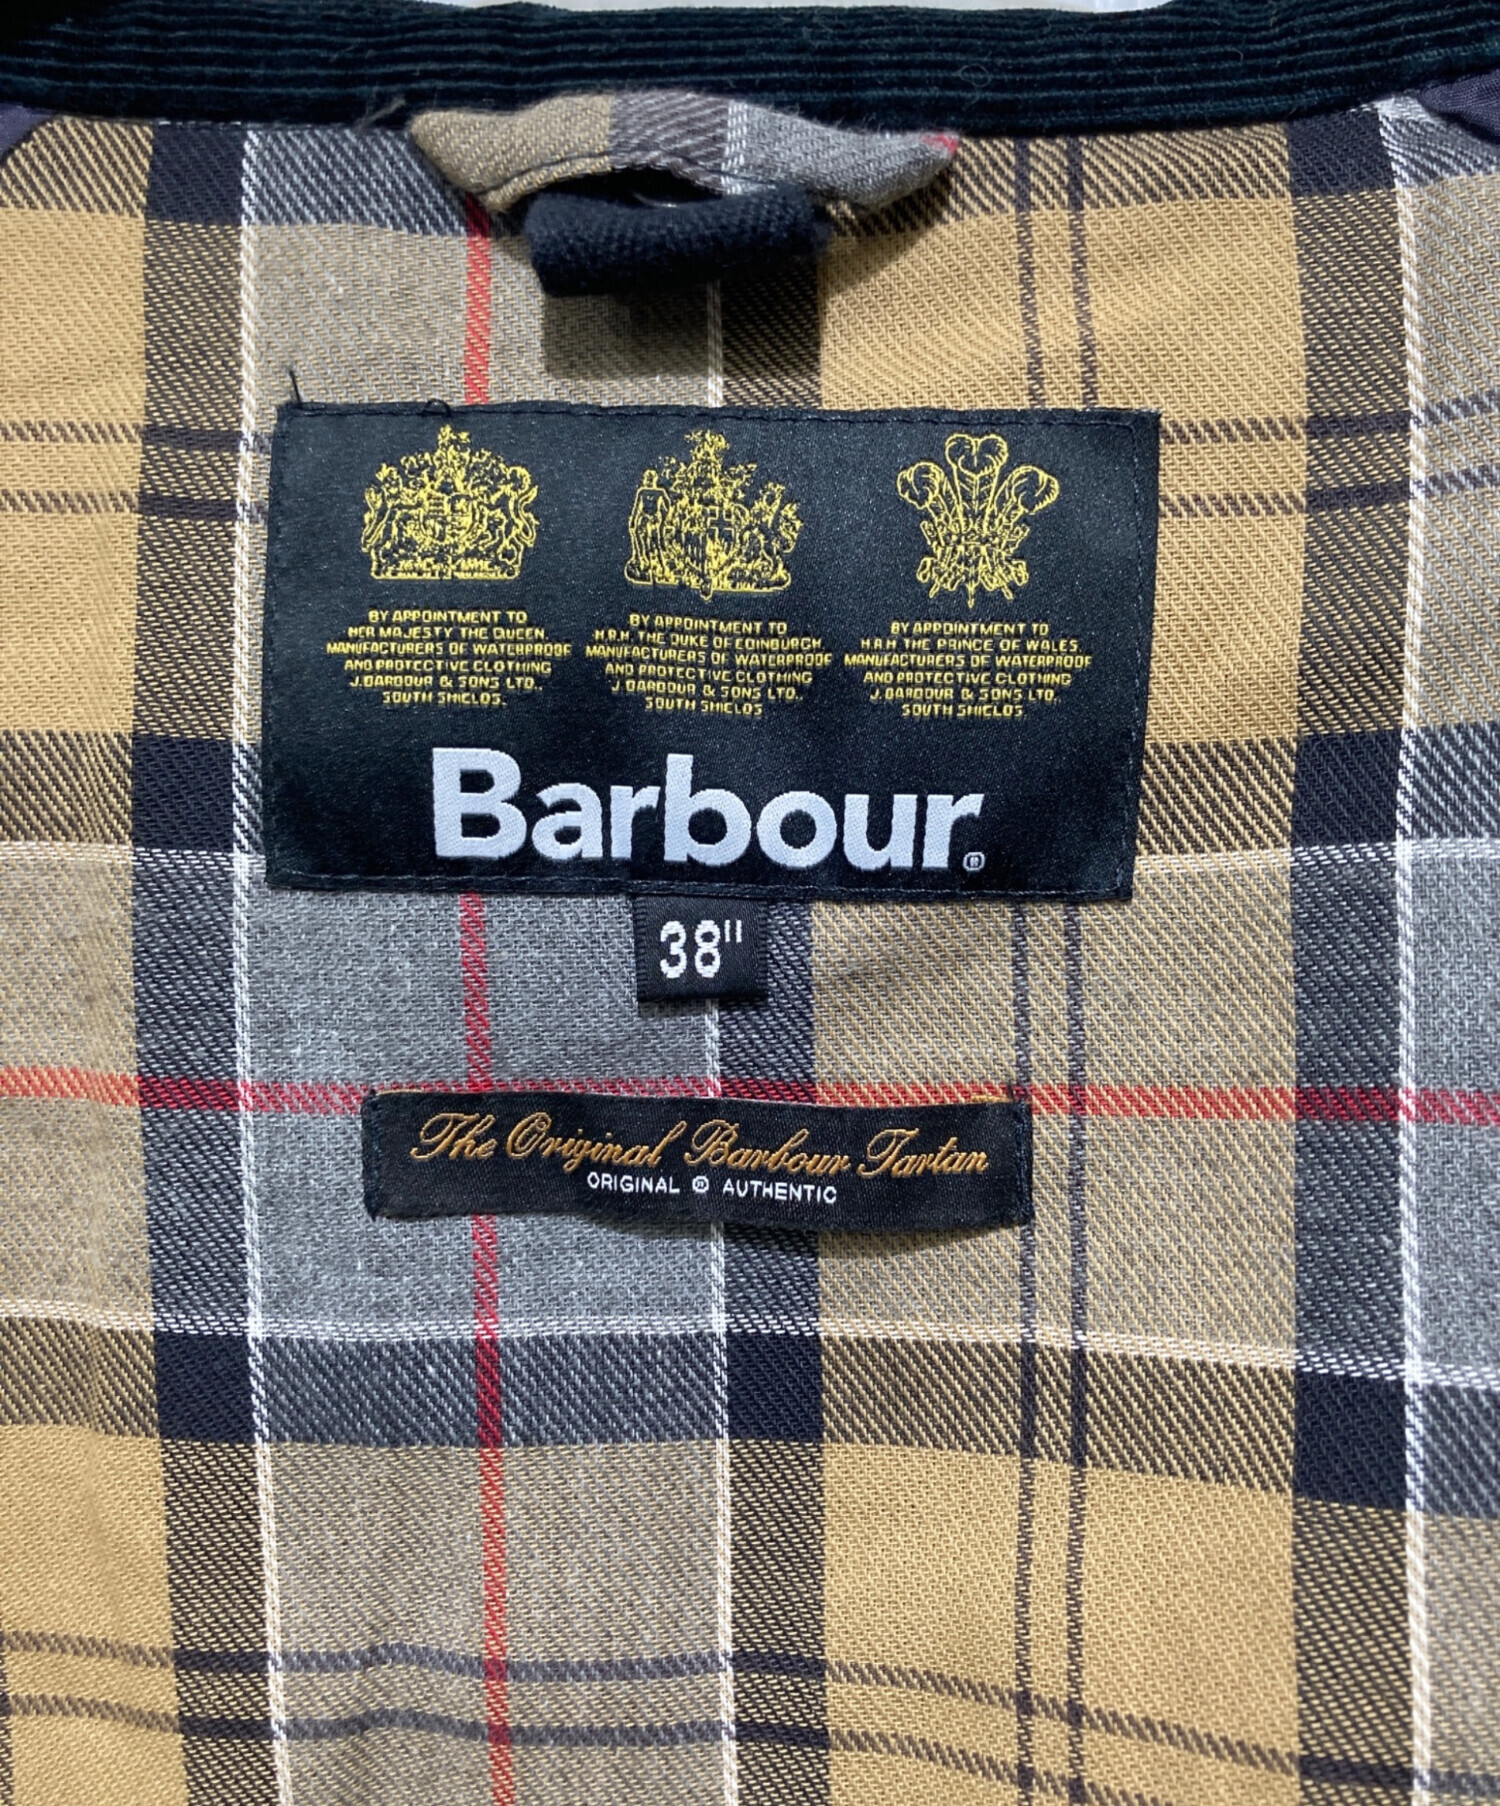 BY APPOINTMENT TO
HER MAJESTY THE QUEEN,
MANUFACTURERS OF WATERPROOF
AND PROTECTIVE CLOTHING
J. BARBOUR & SONS LTD.,
SOUTH SHIELDS.
BY APPOINTMENT TO
H.R.H. THE DUKE OF EDINBURGH,
MANUFACTURERS OF WATERPROOF
AND PROTECTIVE CLOTHING
J. BARBOUR & SONS LTD.,
SOUTH SHIELDS
BY APPOINTMENT TO
H.R.H. THE PRINCE OF WALES,
MANUFACTURERS OF WATERPROOF
AND PROTECTIVE CLOTHING
J. BARBOUR & SONS LTD.,
SOUTH SHIELDS
Barbour®
38"
The Original Barbour Tartan
ORIGINAL ® AUTHENTIC